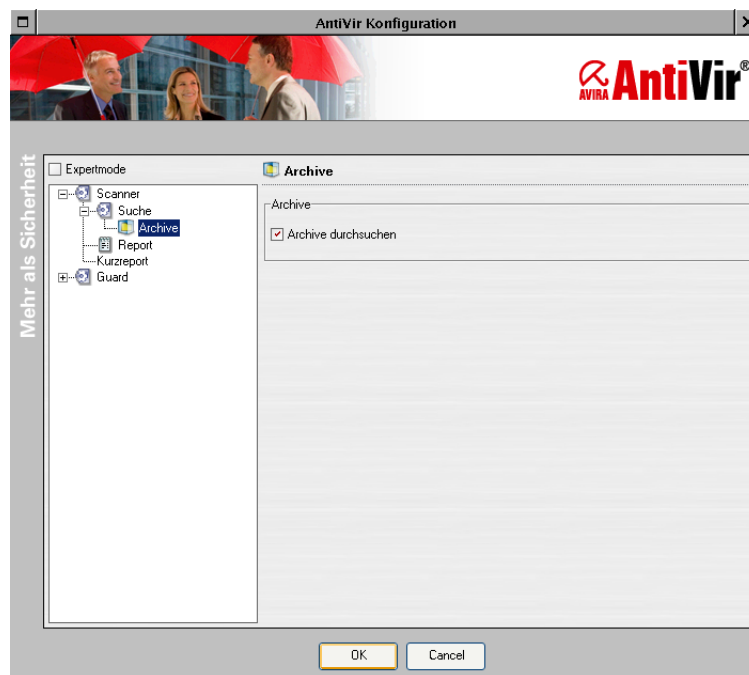 AntiVir Konfiguration
AVIRA AntiVir®
Mehr als Sicherheit
Expertmode
Scanner
Suche
Archive
Report
Kurzreport
Guard
Archive
Archive
Archive durchsuchen
OK
Cancel